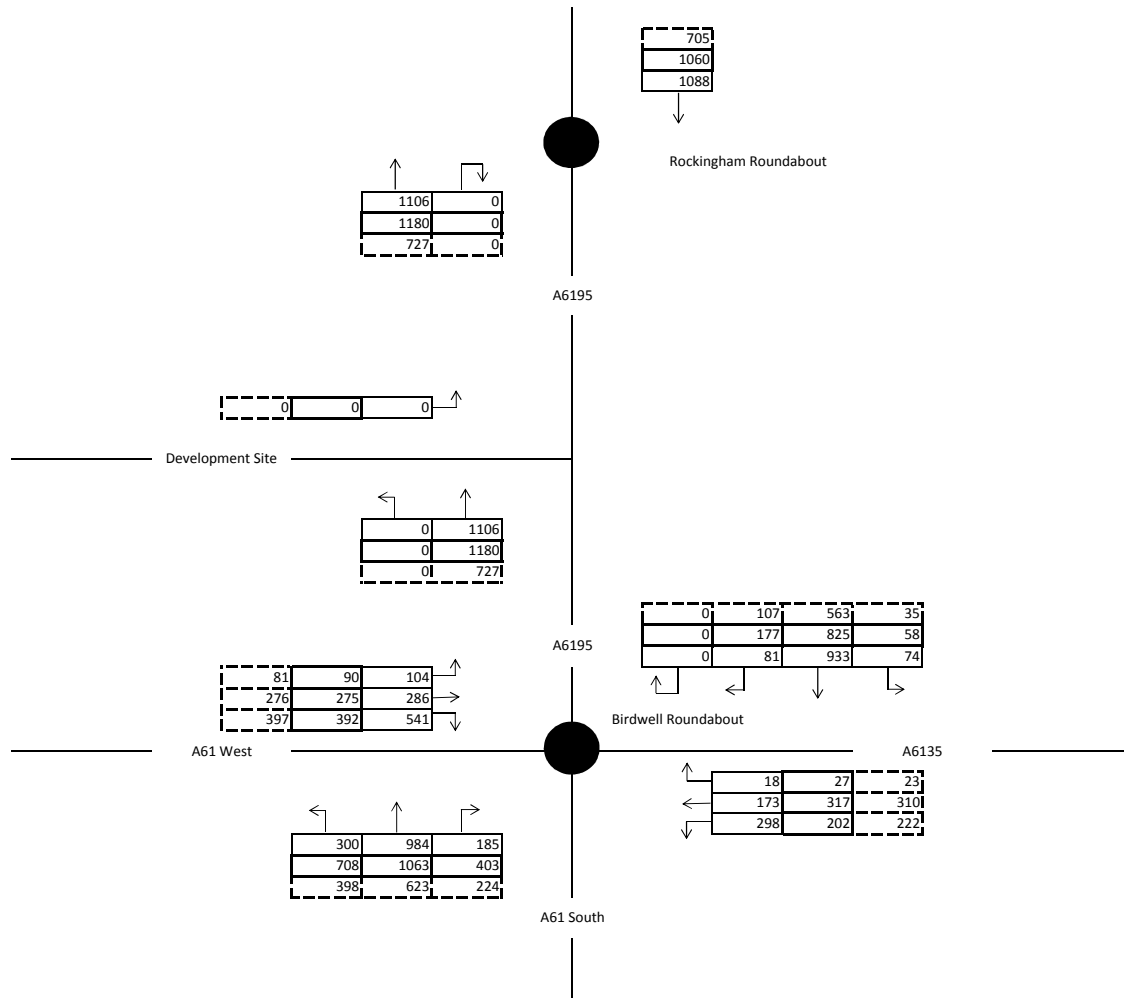 705
1060
1088
Rockingham Roundabout
1106 0
1180 0
727 0
A6195
0 0 0
Development Site
0 1106
0 1180
0 727
A6195
0 107 563 35
0 177 825 58
0 81 933 74
81 90 104
276 275 286
397 392 541
Birdwell Roundabout
A61 West
A6135
18 27 23
173 317 310
298 202 222
300 984 185
708 1063 403
398 623 224
A61 South